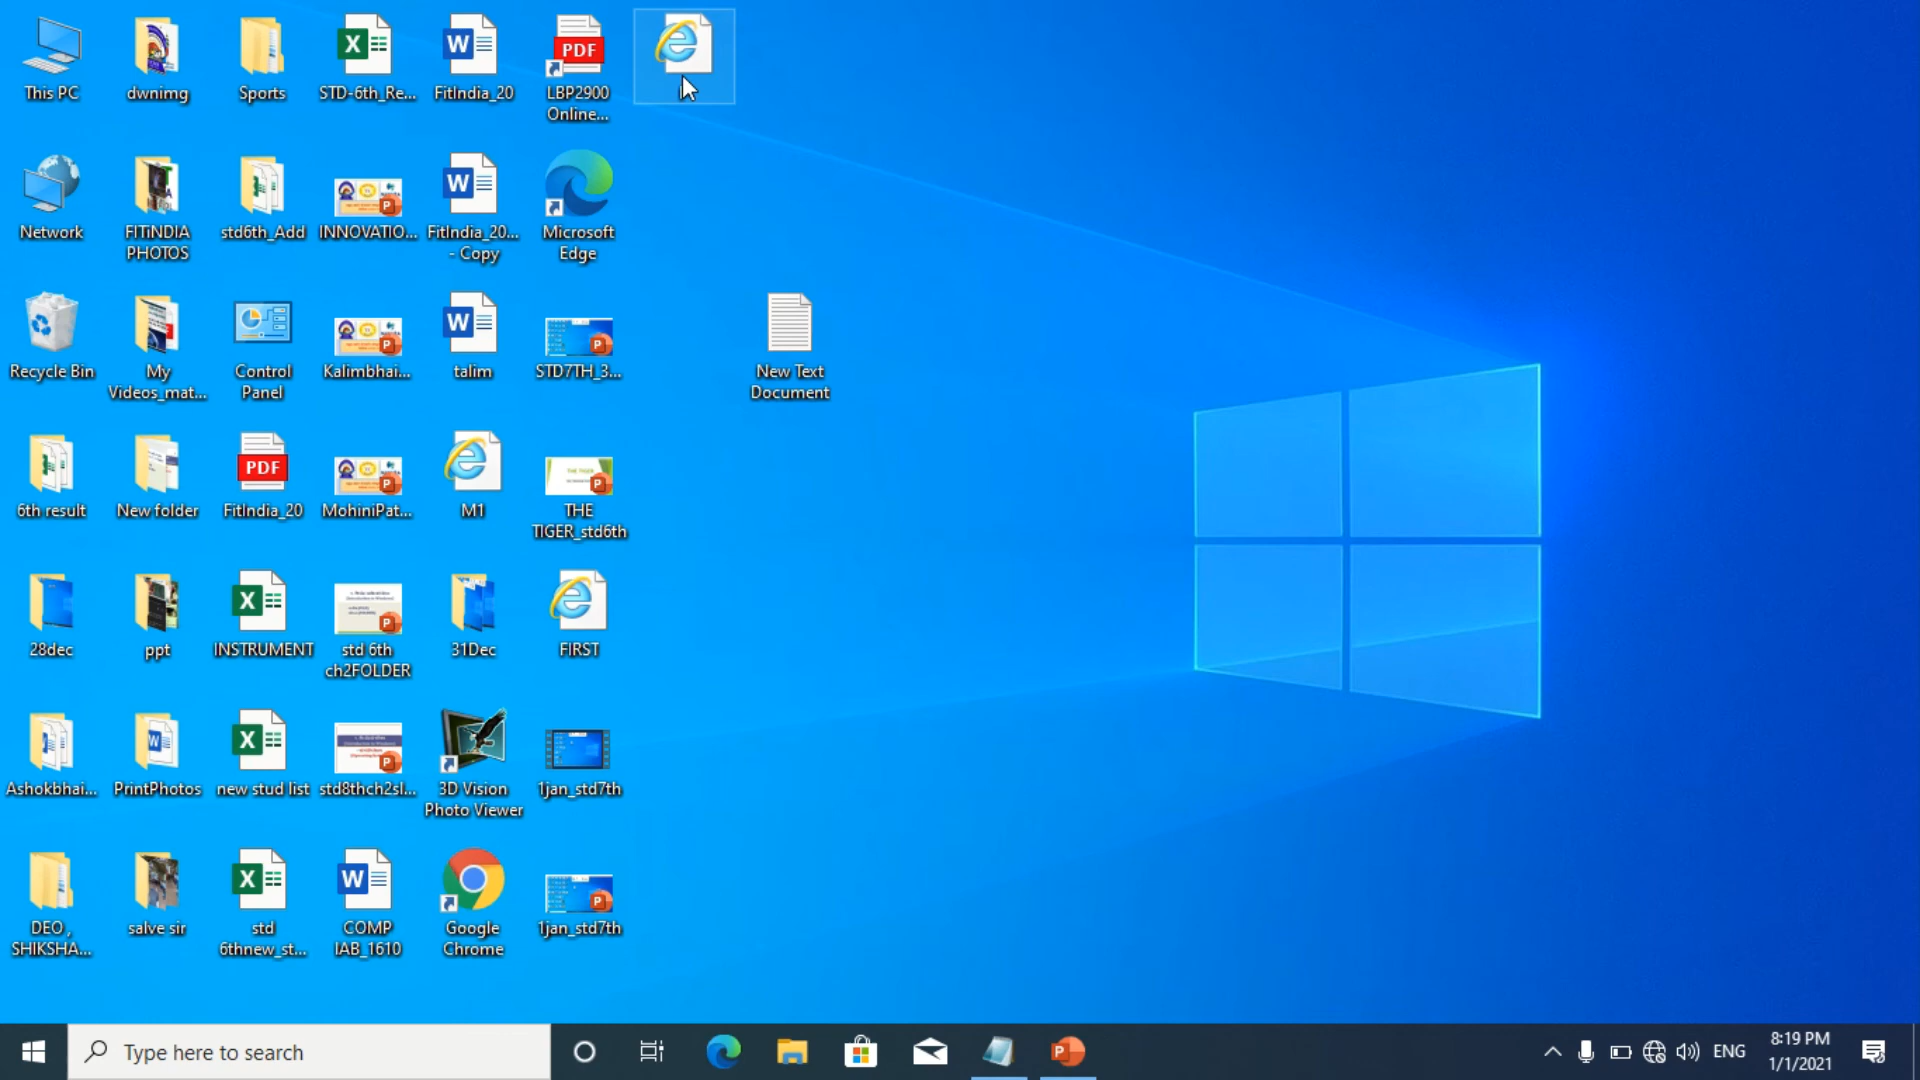 This PC
dwnimg
Sports
STD-6th_Re...
FitIndia_20
PDF
LBP2900
Online...
Network
FITiNDIA
PHOTOS
std6th_Add
INNOVATIO...
FitIndia_20...
- Copy
Microsoft
Edge
Recycle Bin
My
Videos_mat...
Control
Panel
Kalimbhai...
talim
STD7TH_3...
New Text
Document
6th result
New folder
PDF
FitIndia_20
MohiniPat...
M1
THE
TIGER_std6th
28dec
ppt
INSTRUMENT
std 6th
ch2FOLDER
31Dec
FIRST
Ashokbhai...
PrintPhotos
new stud list
std8thch2sl...
3D Vision
Photo Viewer
1jan_std7th
DEO ,
SHIKSHA...
salve sir
std
6thnew_st...
COMP
IAB_1610
Google
Chrome
1jan_std7th
Type here to search
ENG
8:19 PM
1/1/2021